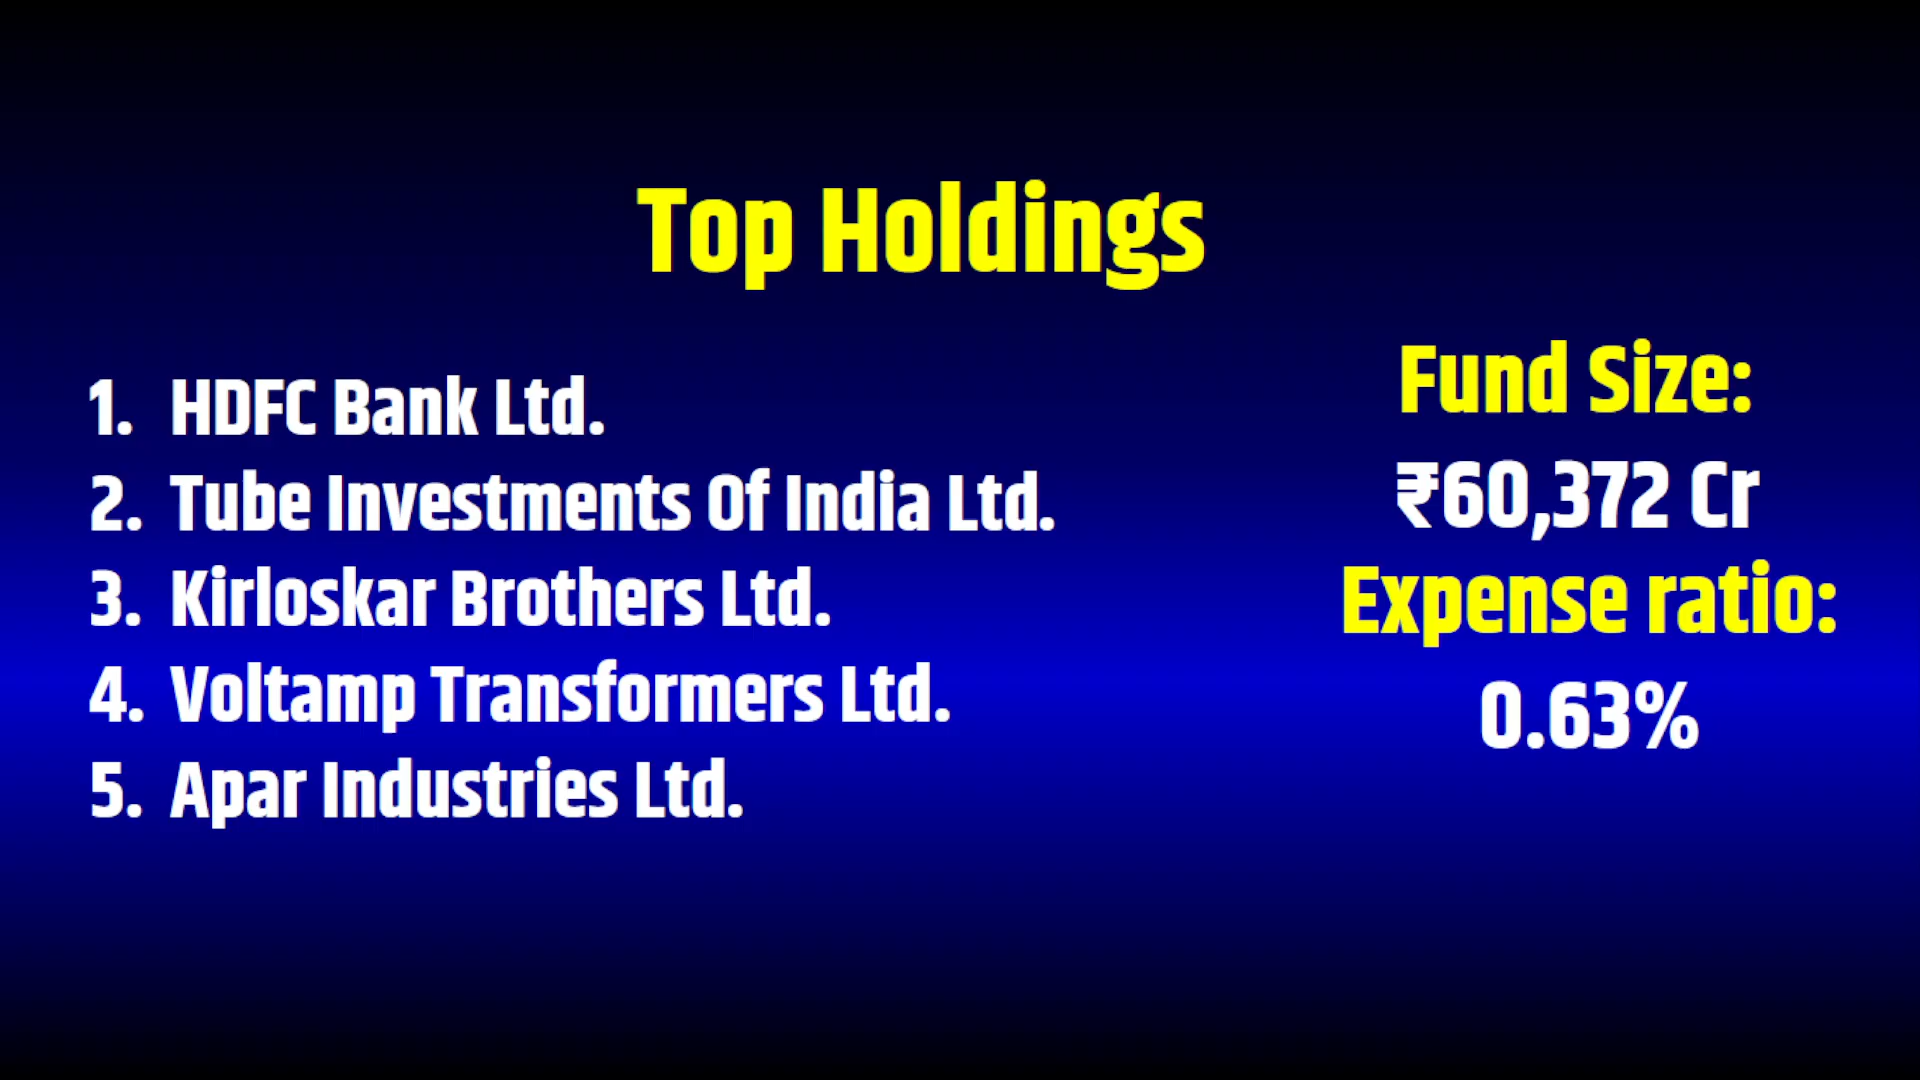 Top Holdings
1. HDFC Bank Ltd.
2. Tube Investments Of India Ltd.
3. Kirloskar Brothers Ltd.
4. Voltamp Transformers Ltd.
5. Apar Industries Ltd.
Fund Size:
₹60,372 Cr
Expense ratio:
0.63%